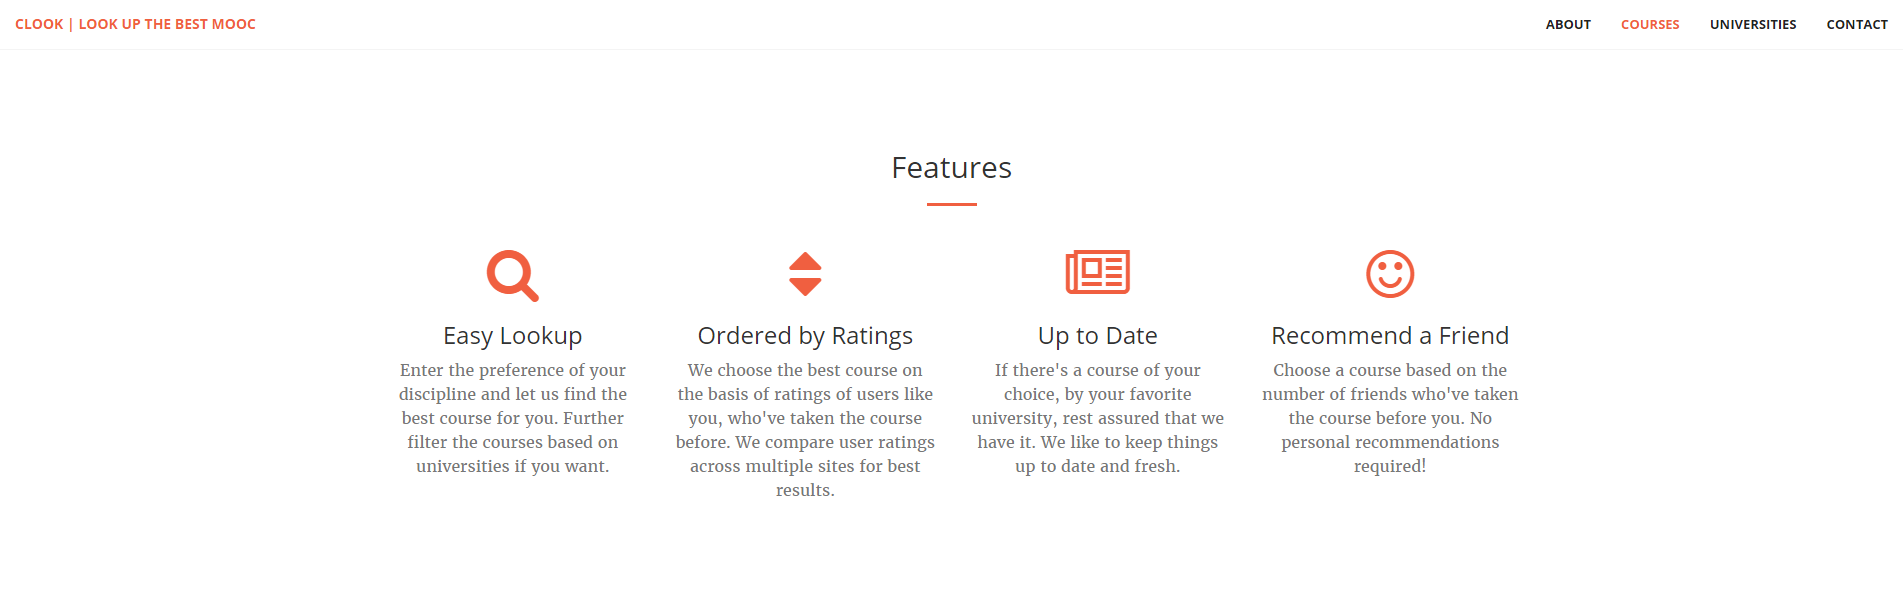 CLOOK | LOOK UP THE BEST MOOC
ABOUT COURSES UNIVERSITIES CONTACT
Features
Easy Lookup
Enter the preference of your
discipline and let us find the
best course for you. Further
filter the courses based on
universities if you want.
Ordered by Ratings
We choose the best course on
the basis of ratings of users like
you, who've taken the course
before. We compare user ratings
across multiple sites for best
results.
Up to Date
If there's a course of your
choice, by your favorite
university, rest assured that we
have it. We like to keep things
up to date and fresh.
Recommend a Friend
Choose a course based on the
number of friends who've taken
the course before you. No
personal recommendations
required!